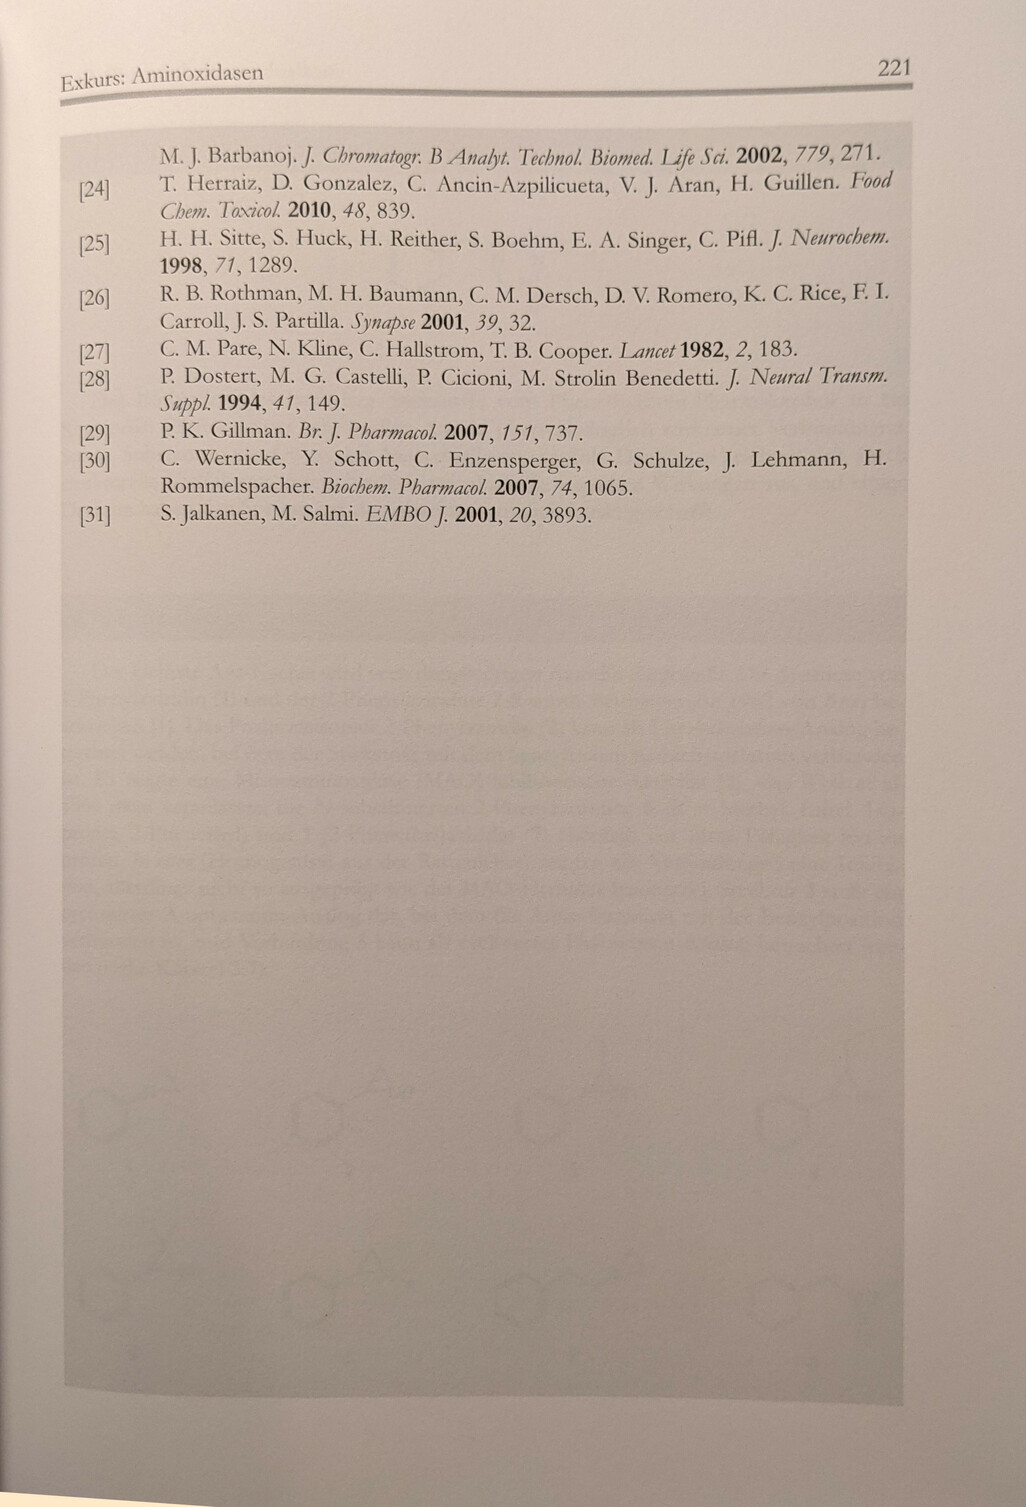 Exkurs: Aminoxidasen 221
M. J. Barbanoj. J. Chromatogr. B Analyt. Technol. Biomed. Life Sci. 2002, 779, 271.
[24] T. Herraiz, D. Gonzalez, C. Ancin-Azpilicueta, V. J. Aran, H. Guillen. Food
Chem. Toxicol. 2010, 48, 839.
[25] H. H. Sitte, S. Huck, H. Reither, S. Boehm, E. A. Singer, C. Pifl. J. Neurochem.
1998, 71, 1289.
[26] R. B. Rothman, M. H. Baumann, C. M. Dersch, D. V. Romero, K. C. Rice, F. I.
Carroll, J. S. Partilla. Synapse 2001, 39, 32.
[27] C. M. Pare, N. Kline, C. Hallstrom, T. B. Cooper. Lancet 1982, 2, 183.
[28] P. Dostert, M. G. Castelli, P. Cicioni, M. Strolin Benedetti. J. Neural Transm.
Suppl. 1994, 41, 149.
[29] P. K. Gillman. Br. J. Pharmacol. 2007, 151, 737.
[30] C. Wernicke, Y. Schott, C. Enzensperger, G. Schulze, J. Lehmann, H.
Rommelspacher. Biochem. Pharmacol. 2007, 74, 1065.
[31] S. Jalkanen, M. Salmi. EMBO J. 2001, 20, 3893.